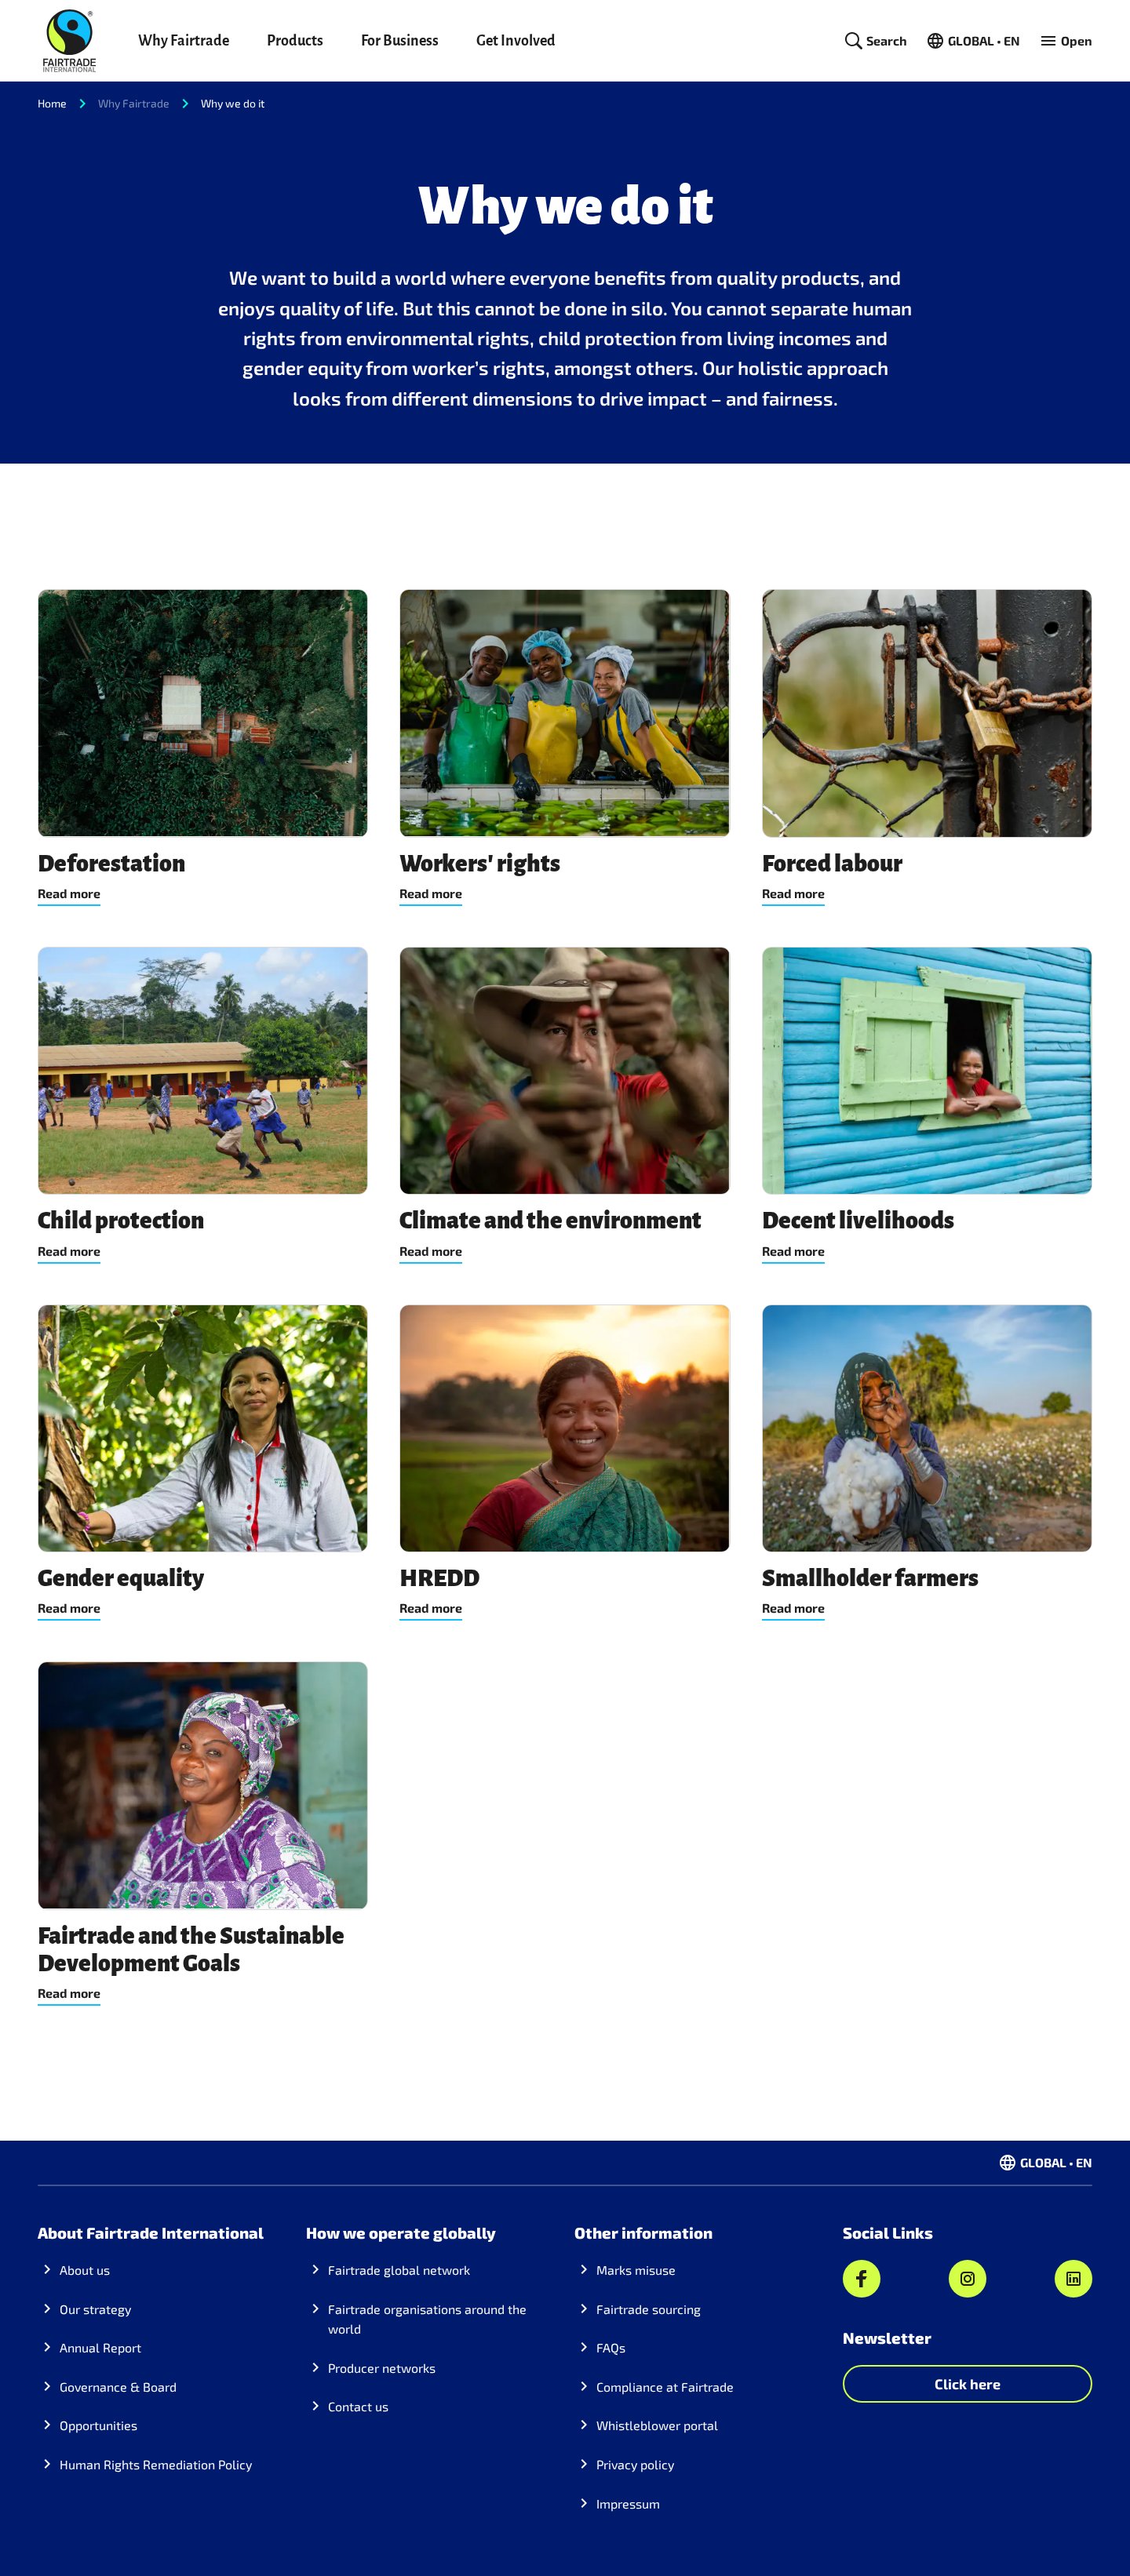 FAIRTRADE
INTERNATIONAL
Why Fairtrade
Products
For Business
Get Involved
Search
GLOBAL • EN
Open
Home
Why Fairtrade
Why we do it
Why we do it
We want to build a world where everyone benefits from quality products, and
enjoys quality of life. But this cannot be done in silo. You cannot separate human
rights from environmental rights, child protection from living incomes and
gender equity from worker’s rights, amongst others. Our holistic approach
looks from different dimensions to drive impact – and fairness.
Deforestation
Read more
Workers' rights
Read more
Forced labour
Read more
Child protection
Read more
Climate and the environment
Read more
Decent livelihoods
Read more
Gender equality
Read more
HREDD
Read more
Smallholder farmers
Read more
Fairtrade and the Sustainable
Development Goals
Read more
GLOBAL • EN
About Fairtrade International
About us
Our strategy
Annual Report
Governance & Board
Opportunities
Human Rights Remediation Policy
How we operate globally
Fairtrade global network
Fairtrade organisations around the
world
Producer networks
Contact us
Other information
Marks misuse
Fairtrade sourcing
FAQs
Compliance at Fairtrade
Whistleblower portal
Privacy policy
Impressum
Social Links
Newsletter
Click here